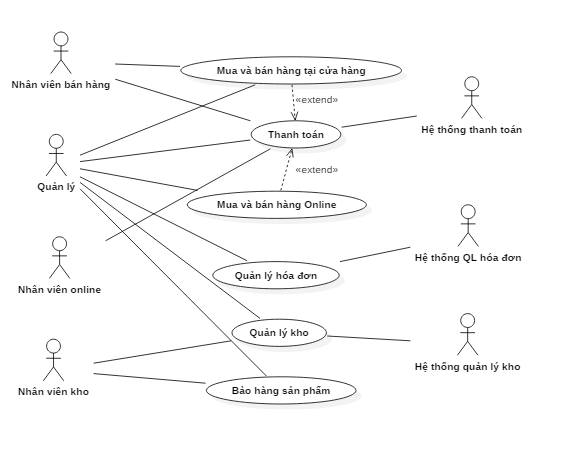 Nhân viên bán hàng
Mua và bán hàng tại cửa hàng
«extend»
Thanh toán
Hệ thống thanh toán
«extend»
Quản lý
Mua và bán hàng Online
Hệ thống QL hóa đơn
Quản lý hóa đơn
Nhân viên online
Quản lý kho
Hệ thống quản lý kho
Nhân viên kho
Bảo hàng sản phẩm